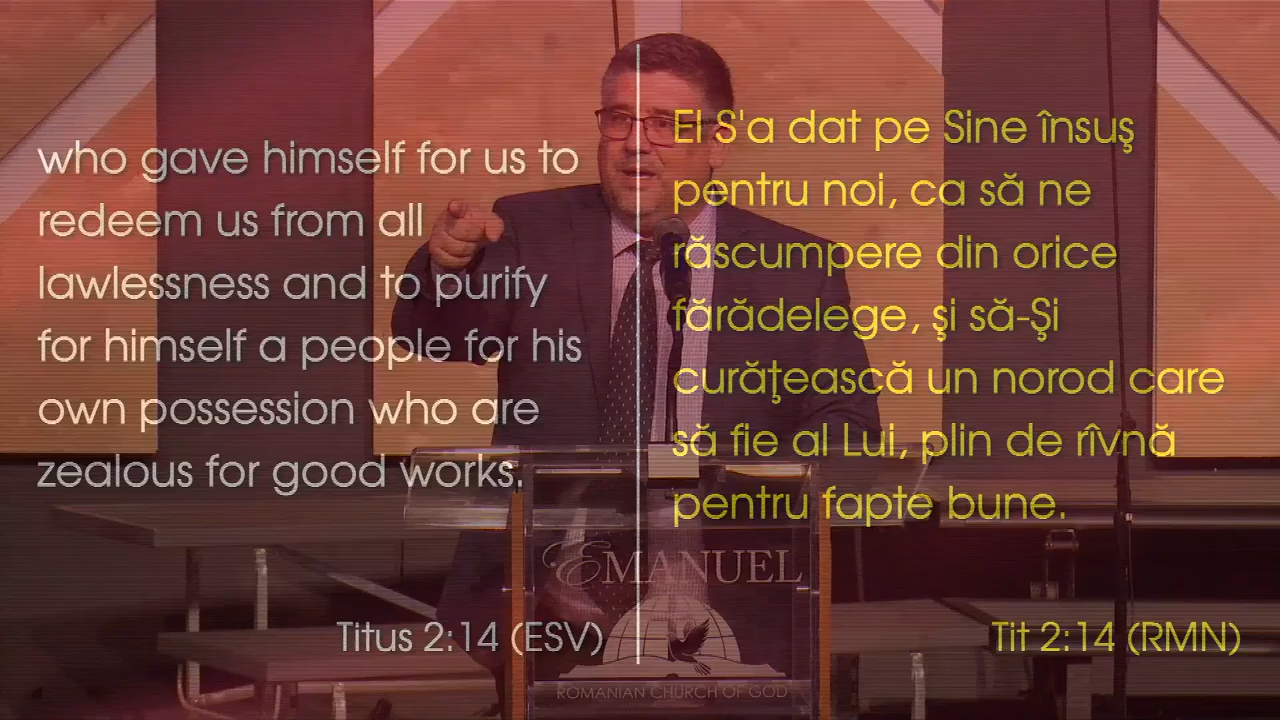 who gave himself for us to
redeem us from all
lawlessness and to purify
for himself a people for his
own possession who are
zealous for good works.
Titus 2:14 (ESV)
El S'a dat pe Sine însuş
pentru noi, ca să ne
răscumpere din orice
fărădelege, şi să-Şi
curăţească un norod care
să fie al Lui, plin de rîvnă
pentru fapte bune.
Tit 2:14 (RMN)
EMANUEL
ROMANIAN CHURCH OF GOD